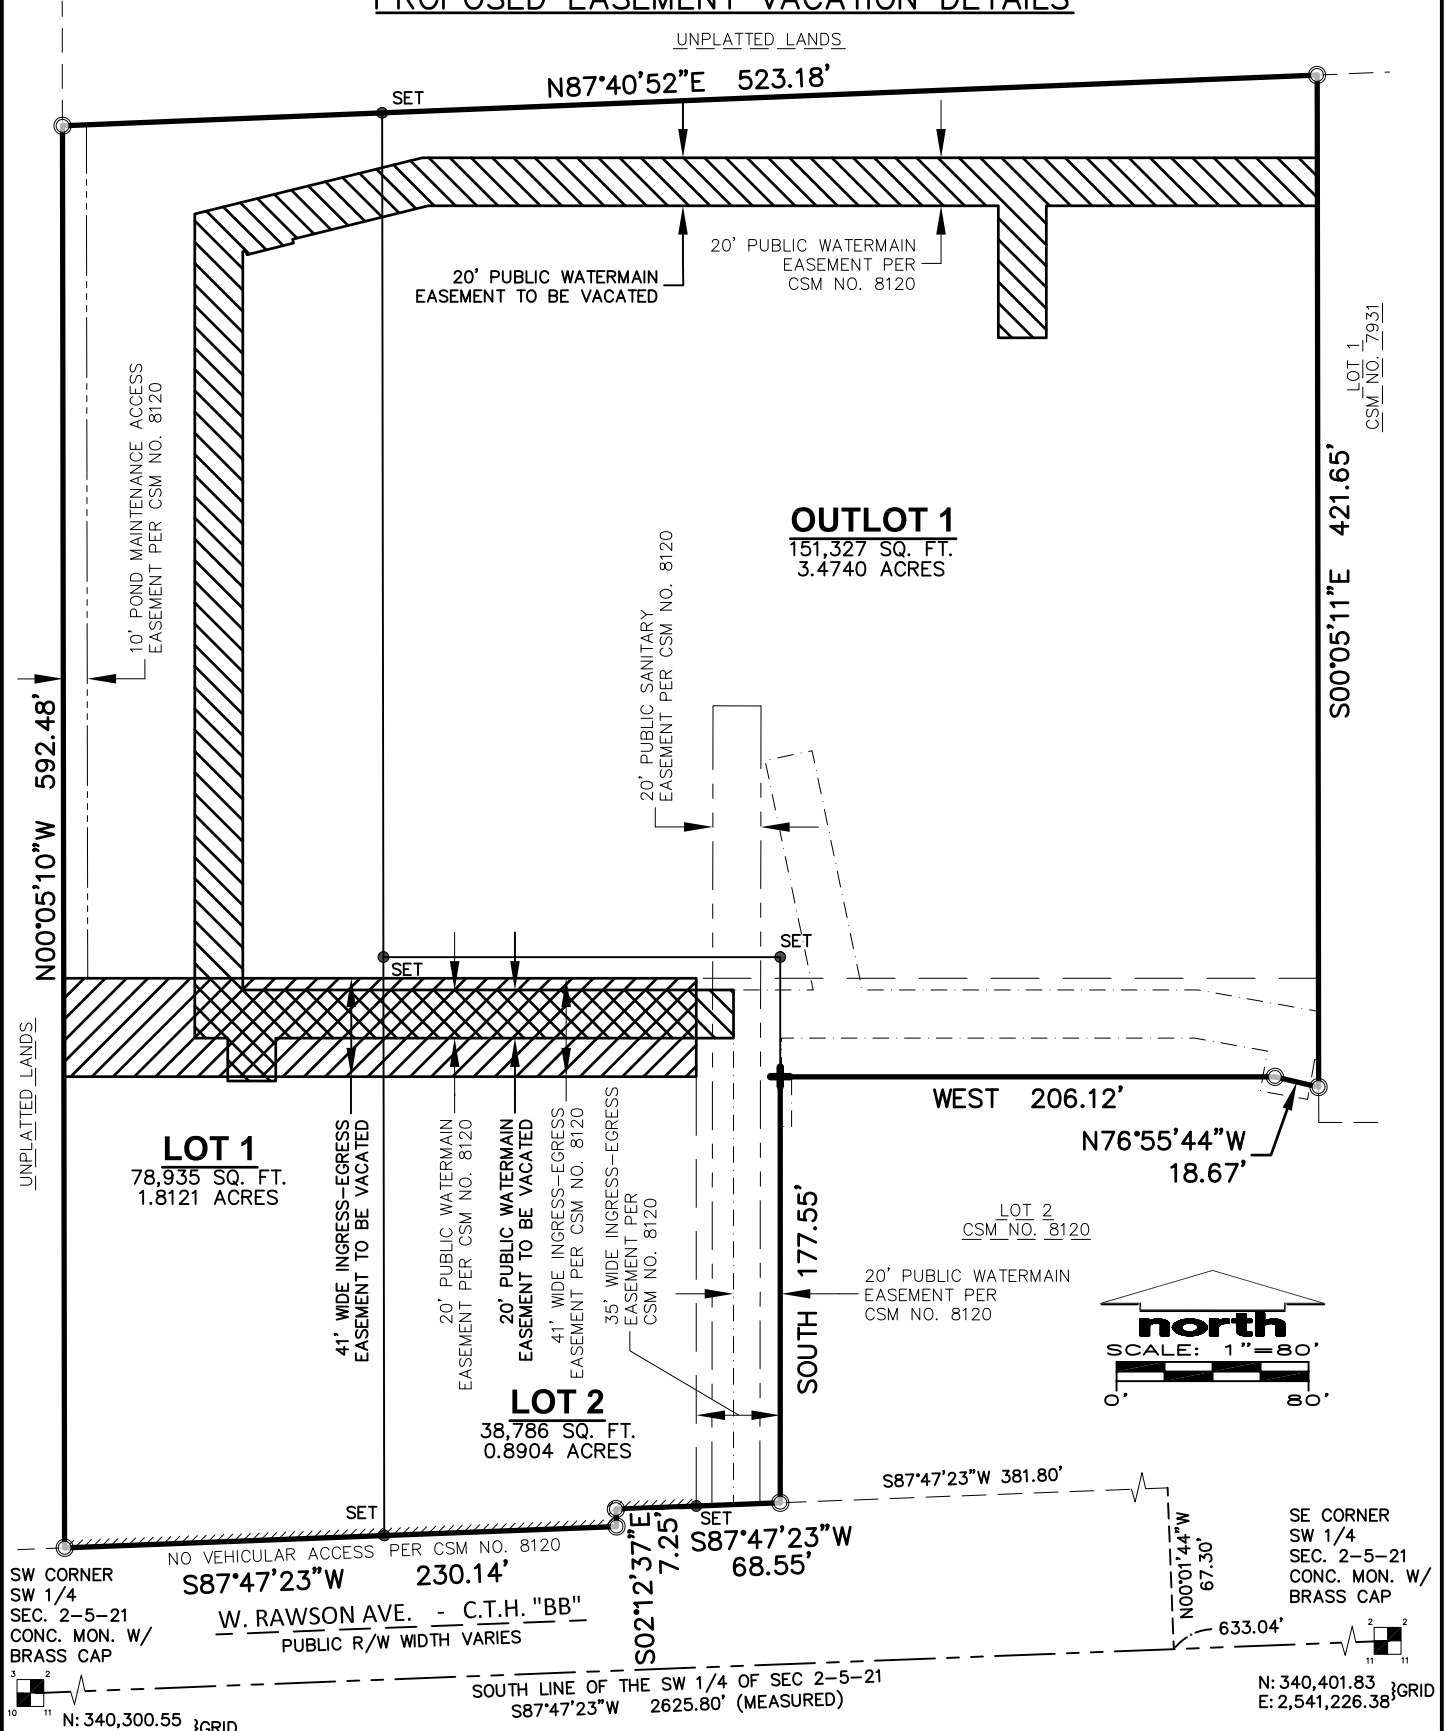 PROPOSED EASEMENT VACATION DETAILS
UNPLATTED LANDS
N87°40'52"E 523.18'
SET
20' PUBLIC WATERMAIN
EASEMENT TO BE VACATED
20' PUBLIC WATERMAIN
EASEMENT PER
CSM NO. 8120
LOT 1
CSM NO. 7931
10' POND MAINTENANCE ACCESS
EASEMENT PER CSM NO. 8120
S00°05'11"E 421.65'
OUTLOT 1
151,327 SQ. FT.
3.4740 ACRES
20' PUBLIC SANITARY
EASEMENT PER CSM NO. 8120
N00°05'10"W 592.48'
SET
SET
UNPLATTED LANDS
WEST 206.12'
N76°55'44"W
18.67'
LOT 1
78,935 SQ. FT.
1.8121 ACRES
41' WIDE INGRESS-EGRESS
EASEMENT TO BE VACATED
20' PUBLIC WATERMAIN
EASEMENT PER CSM NO. 8120
20' PUBLIC WATERMAIN
EASEMENT TO BE VACATED
41' WIDE INGRESS-EGRESS
EASEMENT PER CSM NO. 8120
35' WIDE INGRESS-EGRESS
EASEMENT PER
CSM NO. 8120
SOUTH 177.55'
LOT 2
CSM NO. 8120
20' PUBLIC WATERMAIN
EASEMENT PER
CSM NO. 8120
north
SCALE: 1"=80'
0' 80'
LOT 2
38,786 SQ. FT.
0.8904 ACRES
S87°47'23"W 381.80'
SET
SET
NO VEHICULAR ACCESS PER CSM NO. 8120
S87°47'23"W 230.14'
S02°12'37"E
7.25'
S87°47'23"W
68.55'
N00°01'44"W
67.30'
SE CORNER
SW 1/4
SEC. 2-5-21
CONC. MON. W/
BRASS CAP
SW CORNER
SW 1/4
SEC. 2-5-21
CONC. MON. W/
BRASS CAP
W. RAWSON AVE. - C.T.H. "BB"
PUBLIC R/W WIDTH VARIES
633.04'
2 2
11 11
3 2
10 11
SOUTH LINE OF THE SW 1/4 OF SEC 2-5-21
S87°47'23"W 2625.80' (MEASURED)
N: 340,401.83
E: 2,541,226.38 }GRID
N: 340,300.55 }GRID